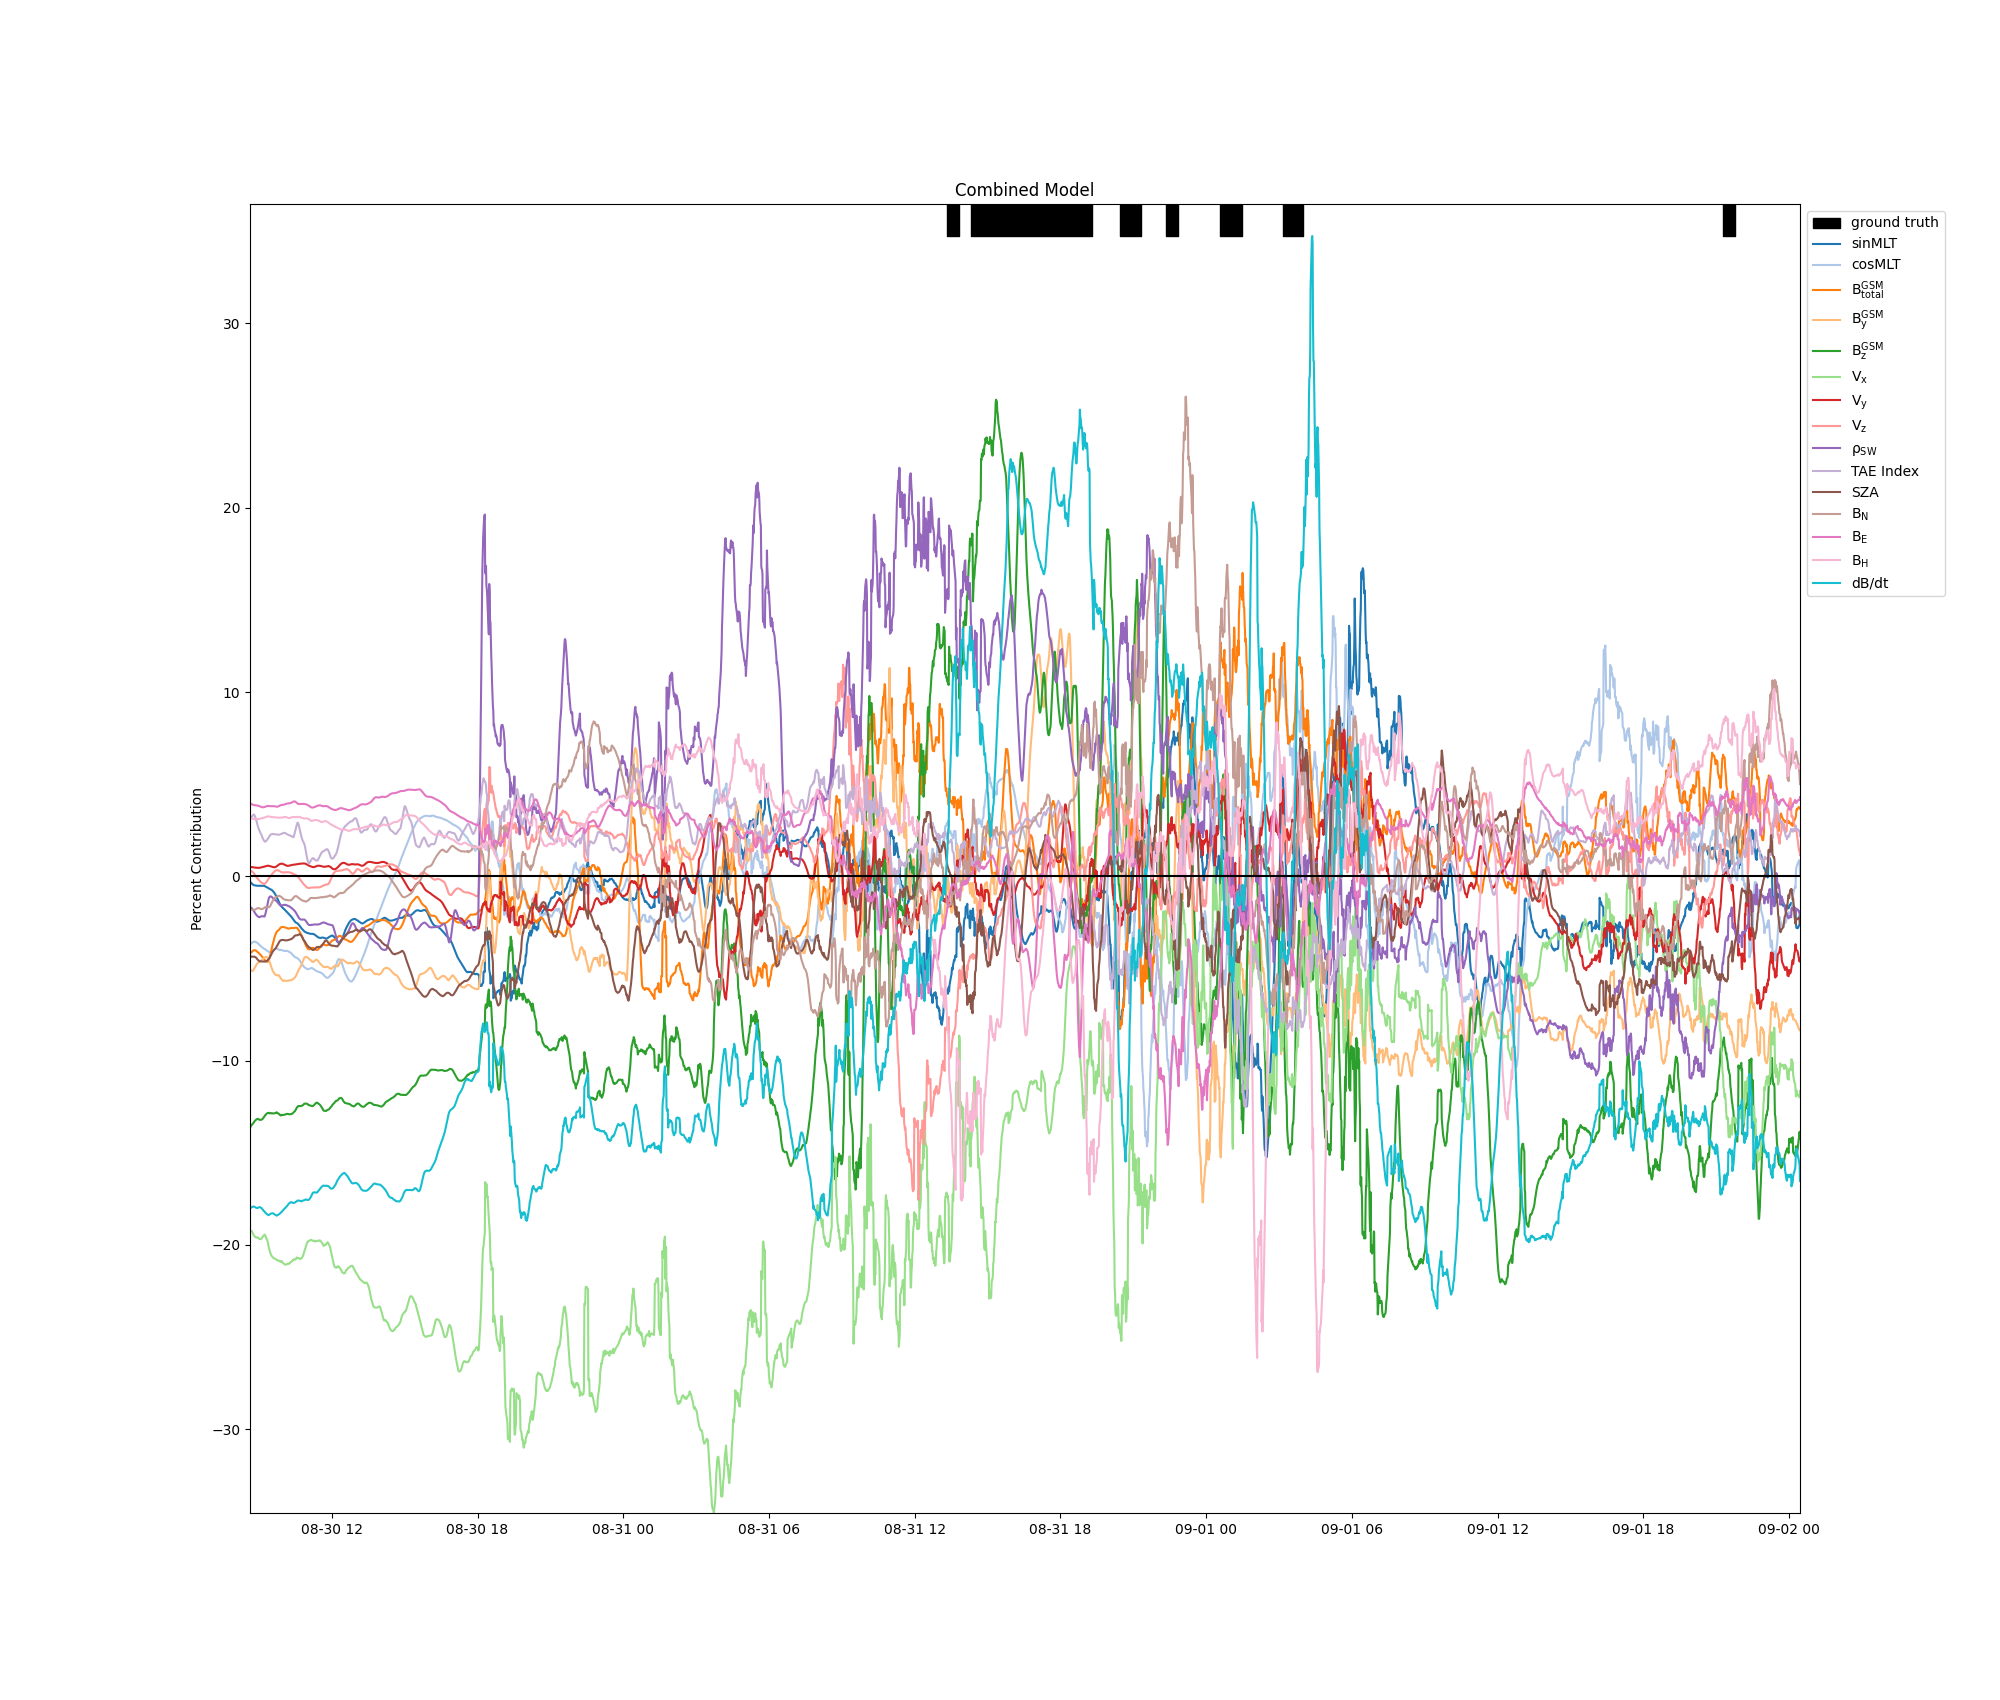 Combined Model
Percent Contribution
30
20
10
0
−10
−20
−30
08-30 12
08-30 18
08-31 00
08-31 06
08-31 12
08-31 18
09-01 00
09-01 06
09-01 12
09-01 18
09-02 00
ground truth
sinMLT
cosMLT
B_total^GSM
B_y^GSM
B_z^GSM
V_x
V_y
V_z
ρ_SW
TAE Index
SZA
B_N
B_E
B_H
dB/dt